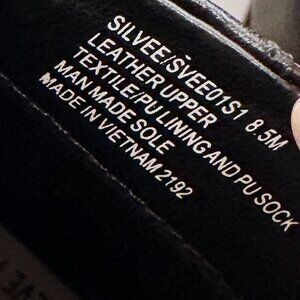 SILVEE/SVEE01S1 8.5M
LEATHER UPPER
TEXTILE/PU LINING AND PU SOCK
MAN MADE SOLE
MADE IN VIETNAM 2192